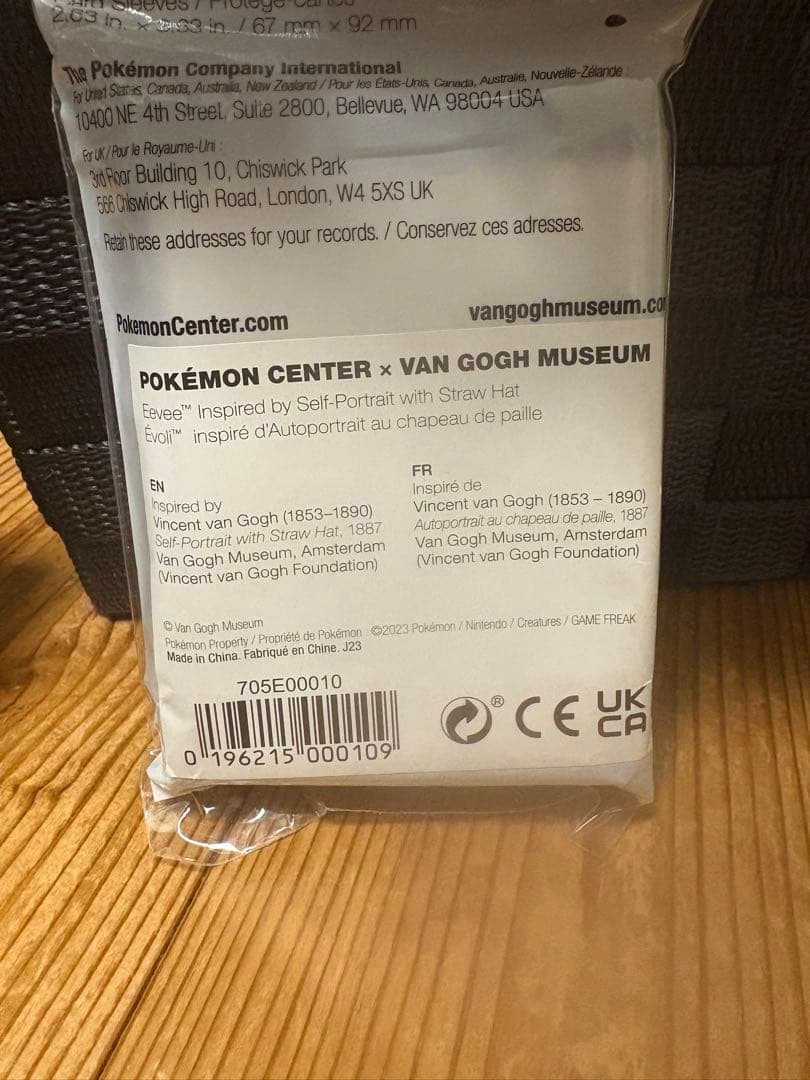 Sleeves / Protège-cartes
2.63 in. × 3.63 in. / 67 mm × 92 mm
The Pokémon Company International
For United States, Canada, Australia, New Zealand / Pour les États-Unis, Canada, Australie, Nouvelle-Zélande :
10400 NE 4th Street, Suite 2800, Bellevue, WA 98004 USA
For UK / Pour le Royaume-Uni :
3rd Floor Building 10, Chiswick Park
566 Chiswick High Road, London, W4 5XS UK
Retain these addresses for your records. / Conservez ces adresses.
PokemonCenter.com
vangoghmuseum.co
POKÉMON CENTER × VAN GOGH MUSEUM
Eevee™ Inspired by Self-Portrait with Straw Hat
Évoli™ inspiré d'Autoportrait au chapeau de paille
EN
Inspired by
Vincent van Gogh (1853–1890)
Self-Portrait with Straw Hat, 1887
Van Gogh Museum, Amsterdam
(Vincent van Gogh Foundation)
FR
Inspiré de
Vincent van Gogh (1853 – 1890)
Autoportrait au chapeau de paille, 1887
Van Gogh Museum, Amsterdam
(Vincent van Gogh Foundation)
© Van Gogh Museum
Pokémon Property / Propriété de Pokémon : ©2023 Pokémon / Nintendo / Creatures / GAME FREAK
Made in China. Fabriqué en Chine. J23
705E00010
0 196215 000109
® CE UK
CA